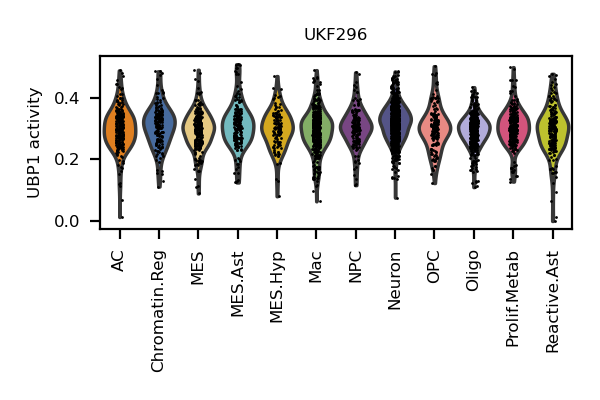 UKF296
UBP1 activity
0.4
0.2
0.0
AC
Chromatin.Reg
MES
MES.Ast
MES.Hyp
Mac
NPC
Neuron
OPC
Oligo
Prolif.Metab
Reactive.Ast